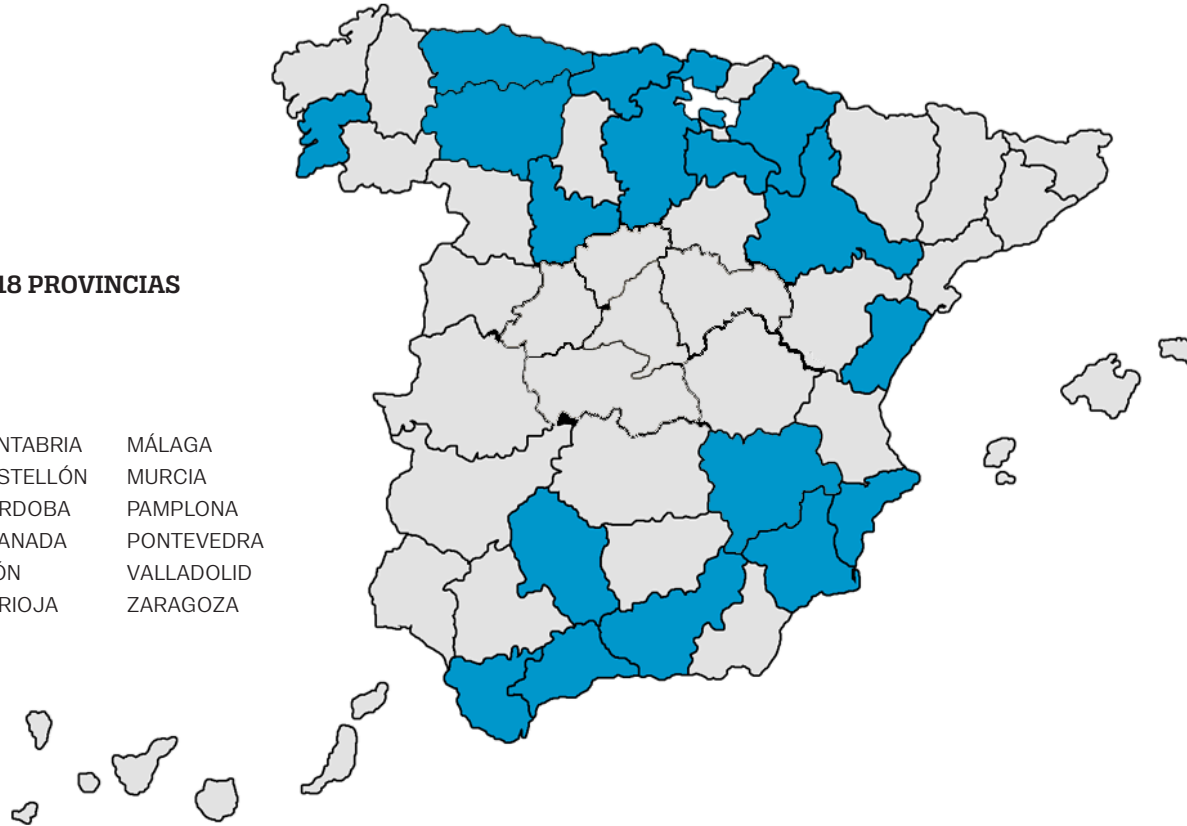 18 PROVINCIAS
NTABRIA MÁLAGA
STELLÓN MURCIA
RDOBA PAMPLONA
ANADA PONTEVEDRA
ÓN VALLADOLID
RIOJA ZARAGOZA